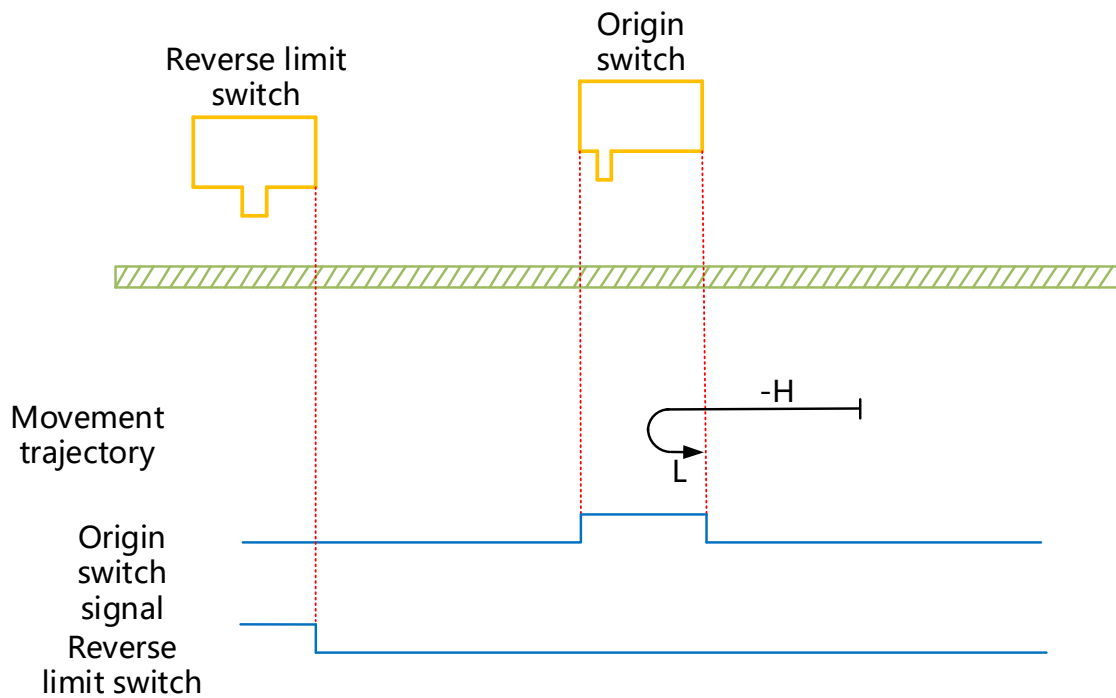 Reverse limit
switch
Origin
switch
-H
Movement
trajectory
L
Origin
switch
signal
Reverse
limit switch